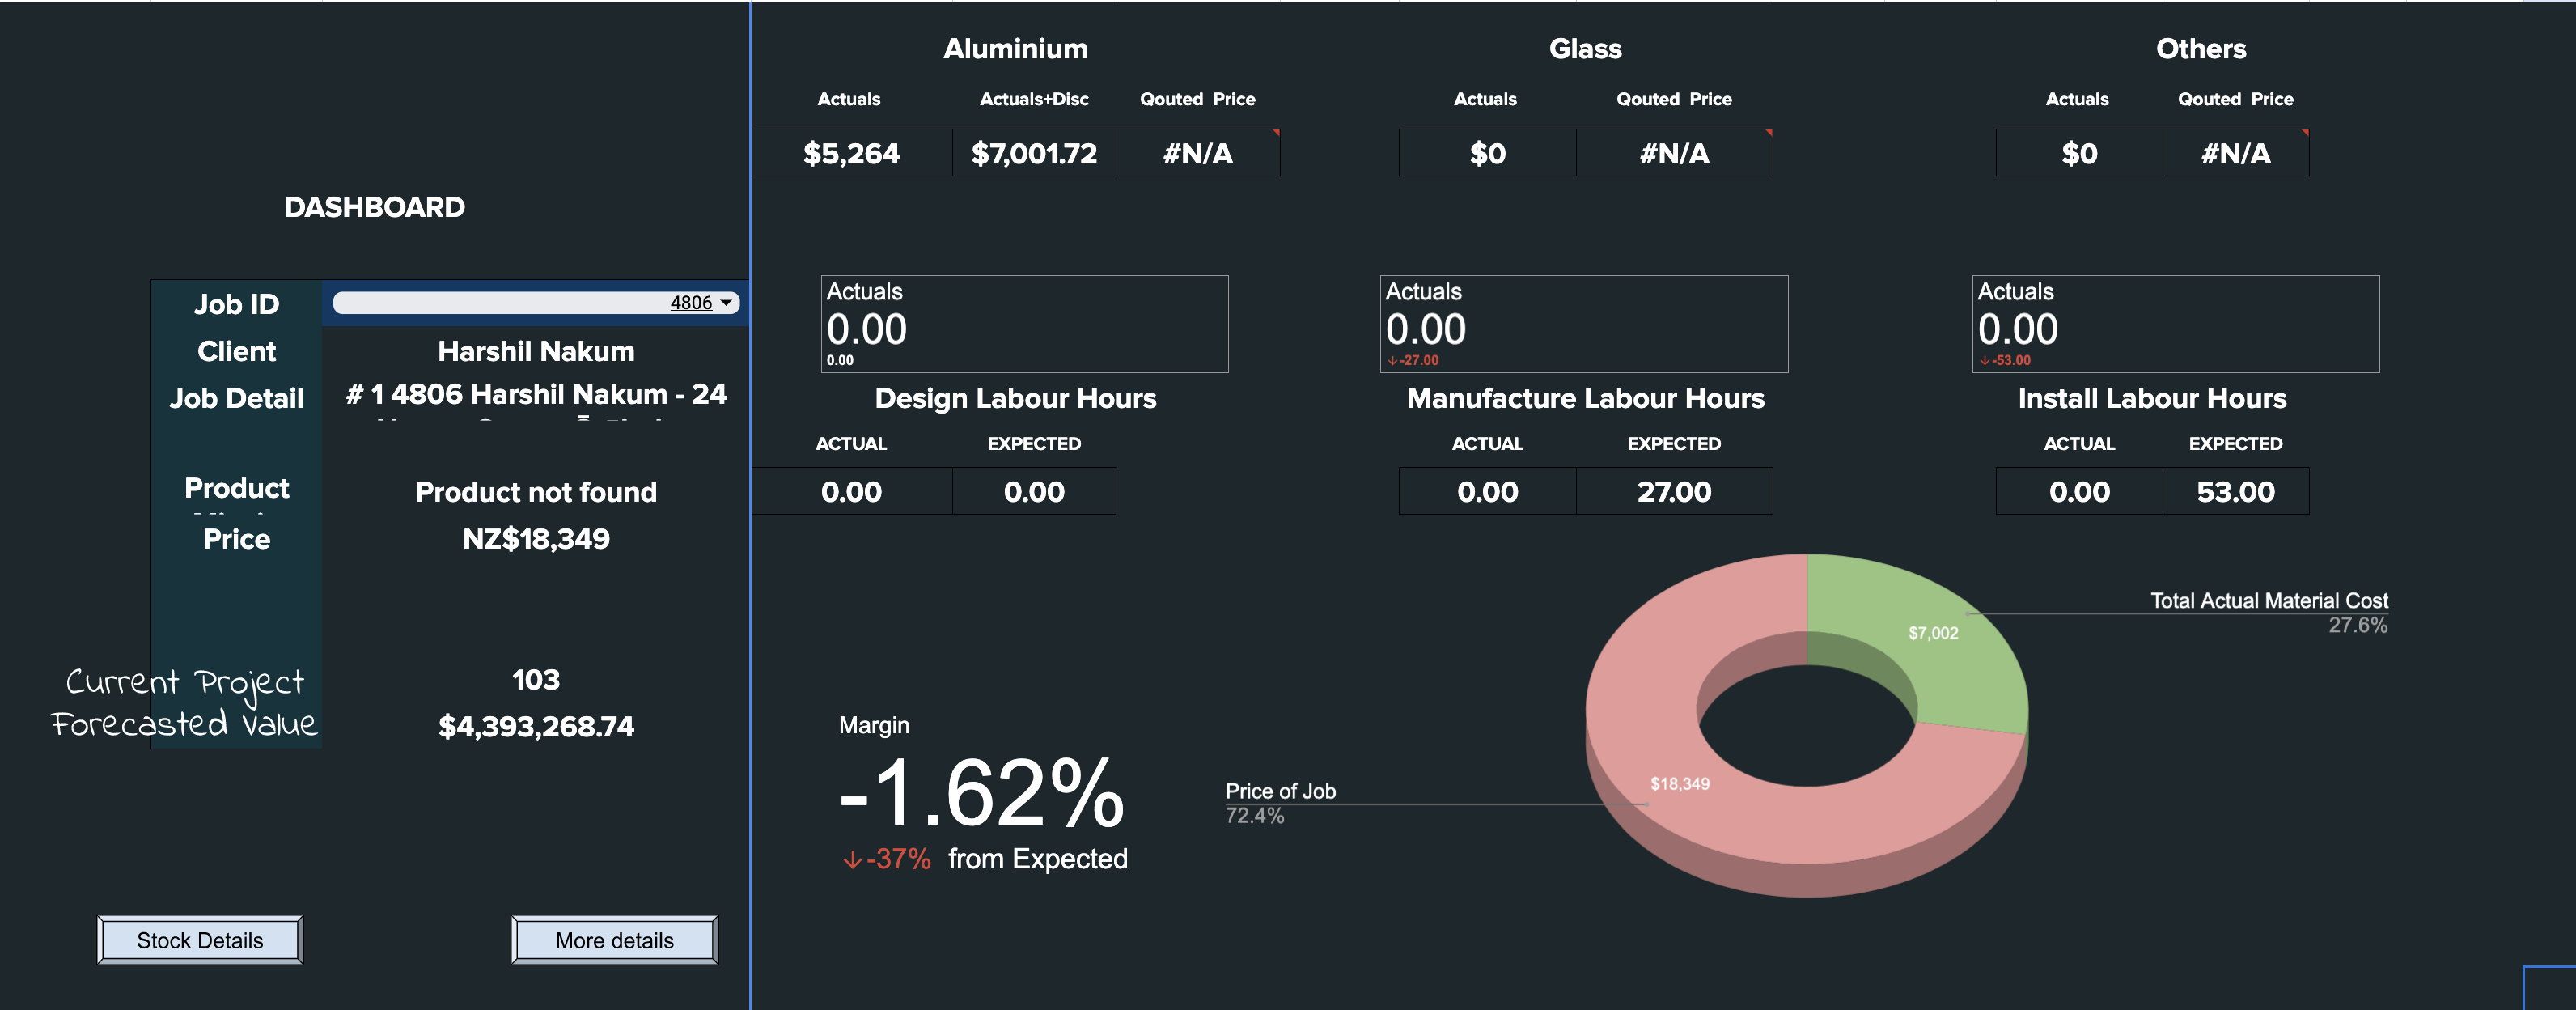 Aluminium
Glass
Others
Actuals
Actuals+Disc
Qouted Price
Actuals
Qouted Price
Actuals
Qouted Price
$5,264
$7,001.72
#N/A
$0
#N/A
$0
#N/A
DASHBOARD
Job ID
4806
Client
Harshil Nakum
Job Detail
# 1 4806 Harshil Nakum - 24
Product
Product not found
Price
NZ$18,349
Current Project
103
Forecasted Value
$4,393,268.74
Stock Details
More details
Actuals
0.00
0.00
Actuals
0.00
-27.00
Actuals
0.00
-53.00
Design Labour Hours
Manufacture Labour Hours
Install Labour Hours
ACTUAL
EXPECTED
ACTUAL
EXPECTED
ACTUAL
EXPECTED
0.00
0.00
0.00
27.00
0.00
53.00
Margin
-1.62%
-37% from Expected
Total Actual Material Cost
27.6%
$7,002
$18,349
Price of Job
72.4%